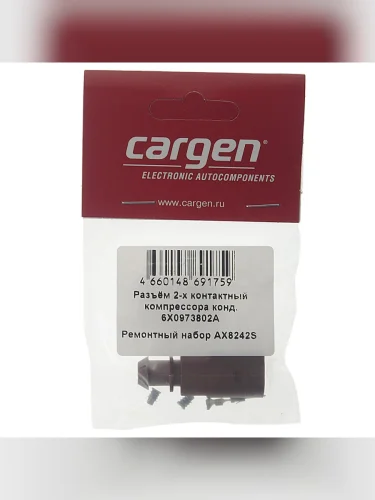 cargen®
ELECTRONIC AUTOCOMPONENTS
www.cargen.ru
4 660148 691759
Разъём 2-х контактный
компрессора конд.
6X0973802A
Ремонтный набор AX8242S